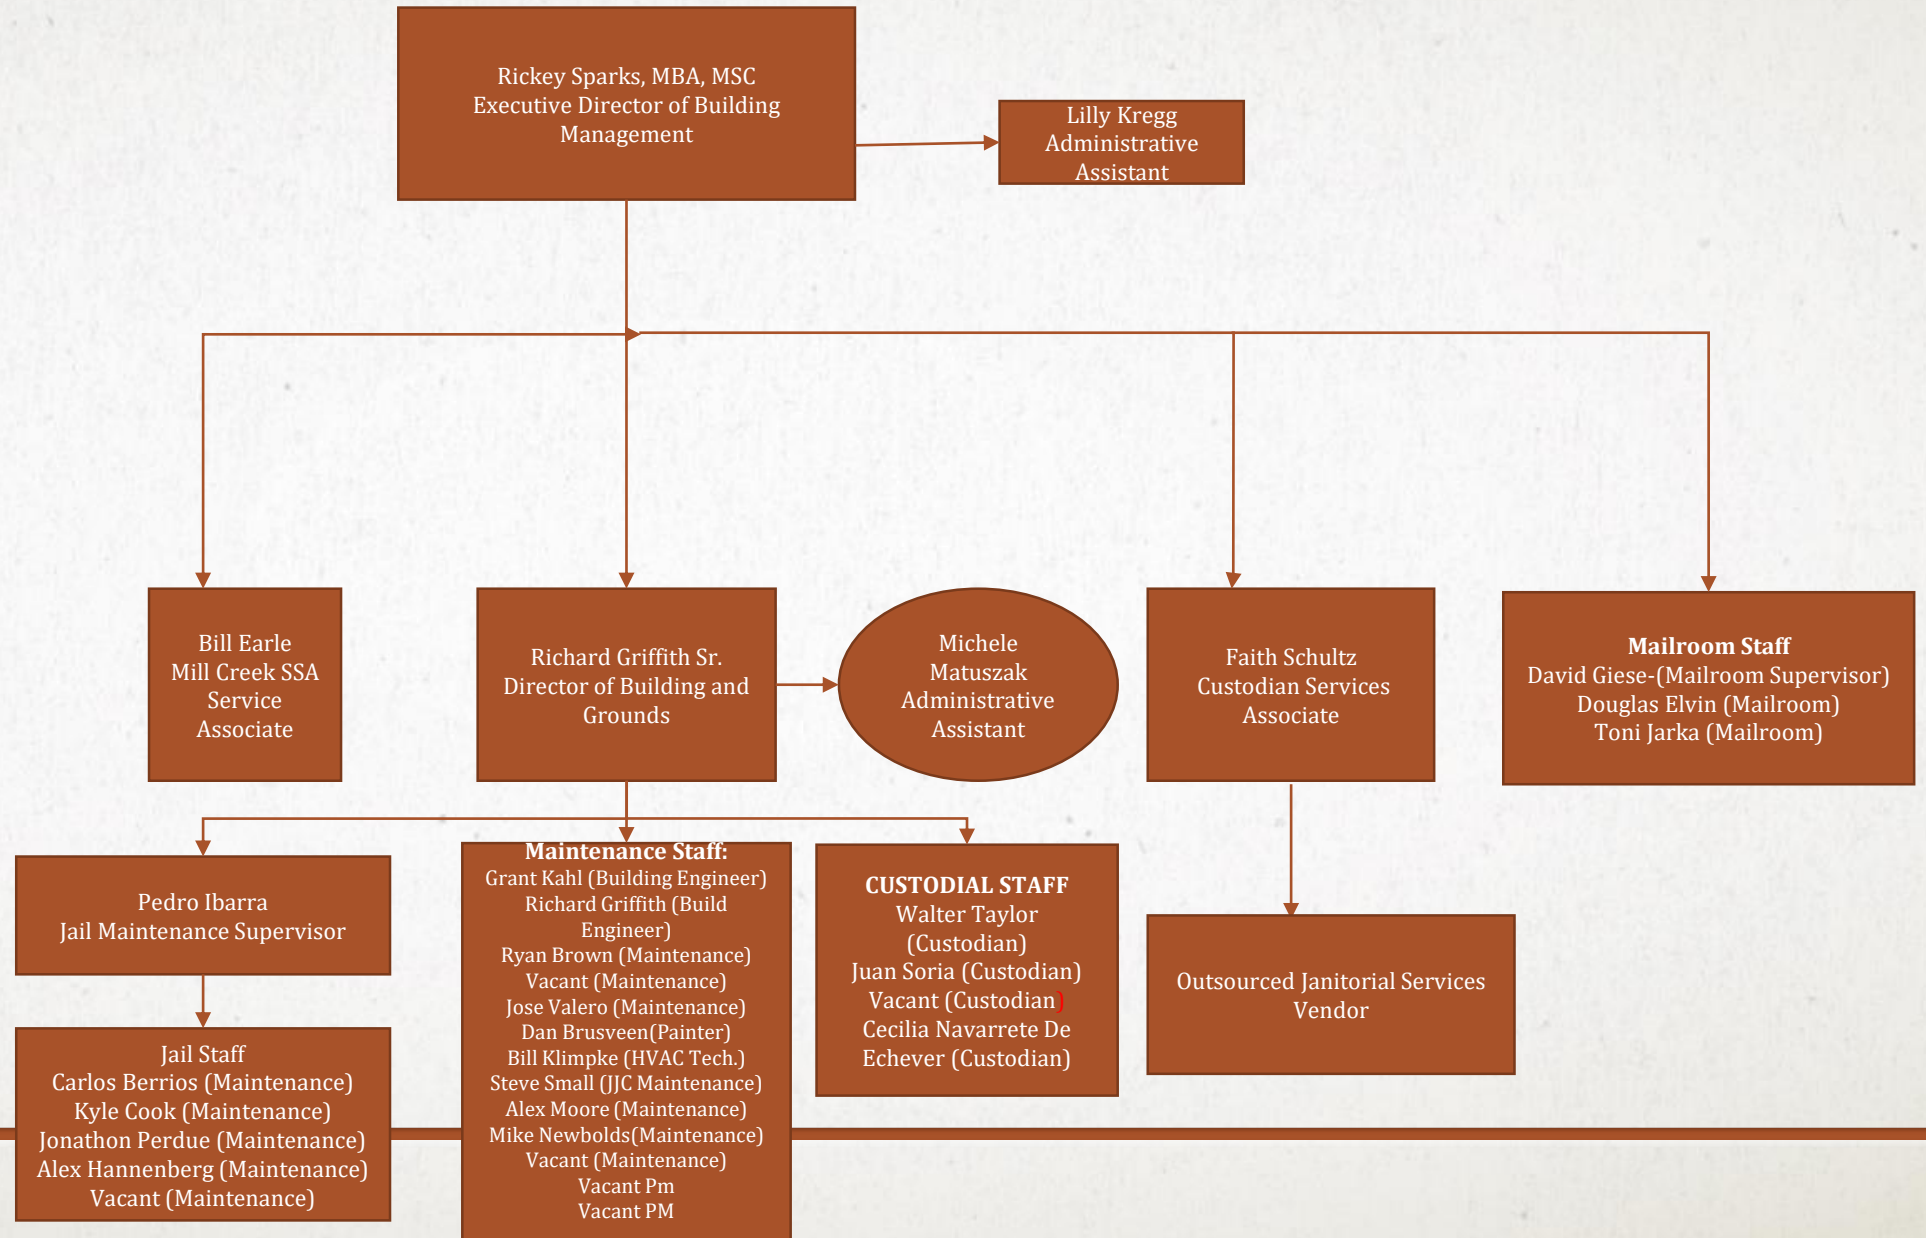 Rickey Sparks, MBA, MSC
Executive Director of Building
Management
Lilly Kregg
Administrative
Assistant
Bill Earle
Mill Creek SSA
Service
Associate
Richard Griffith Sr.
Director of Building and
Grounds
Michele
Matuszak
Administrative
Assistant
Faith Schultz
Custodian Services
Associate
Mailroom Staff
David Giese-(Mailroom Supervisor)
Douglas Elvin (Mailroom)
Toni Jarka (Mailroom)
Pedro Ibarra
Jail Maintenance Supervisor
Jail Staff
Carlos Berrios (Maintenance)
Kyle Cook (Maintenance)
Jonathon Perdue (Maintenance)
Alex Hannenberg (Maintenance)
Vacant (Maintenance)
Maintenance Staff:
Grant Kahl (Building Engineer)
Richard Griffith (Build
Engineer)
Ryan Brown (Maintenance)
Vacant (Maintenance)
Jose Valero (Maintenance)
Dan Brusveen(Painter)
Bill Klimpke (HVAC Tech.)
Steve Small (JJC Maintenance)
Alex Moore (Maintenance)
Mike Newbolds(Maintenance)
Vacant (Maintenance)
Vacant Pm
Vacant PM
CUSTODIAL STAFF
Walter Taylor
(Custodian)
Juan Soria (Custodian)
Vacant (Custodian)
Cecilia Navarrete De
Echever (Custodian)
Outsourced Janitorial Services
Vendor